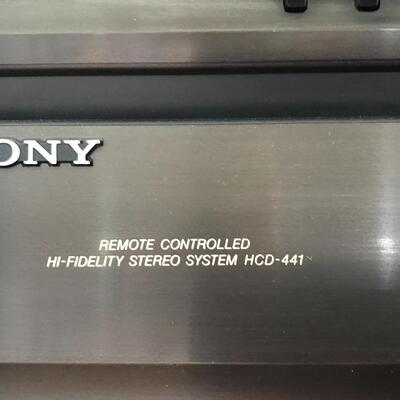 ONY
REMOTE CONTROLLED
HI-FIDELITY STEREO SYSTEM HCD-441